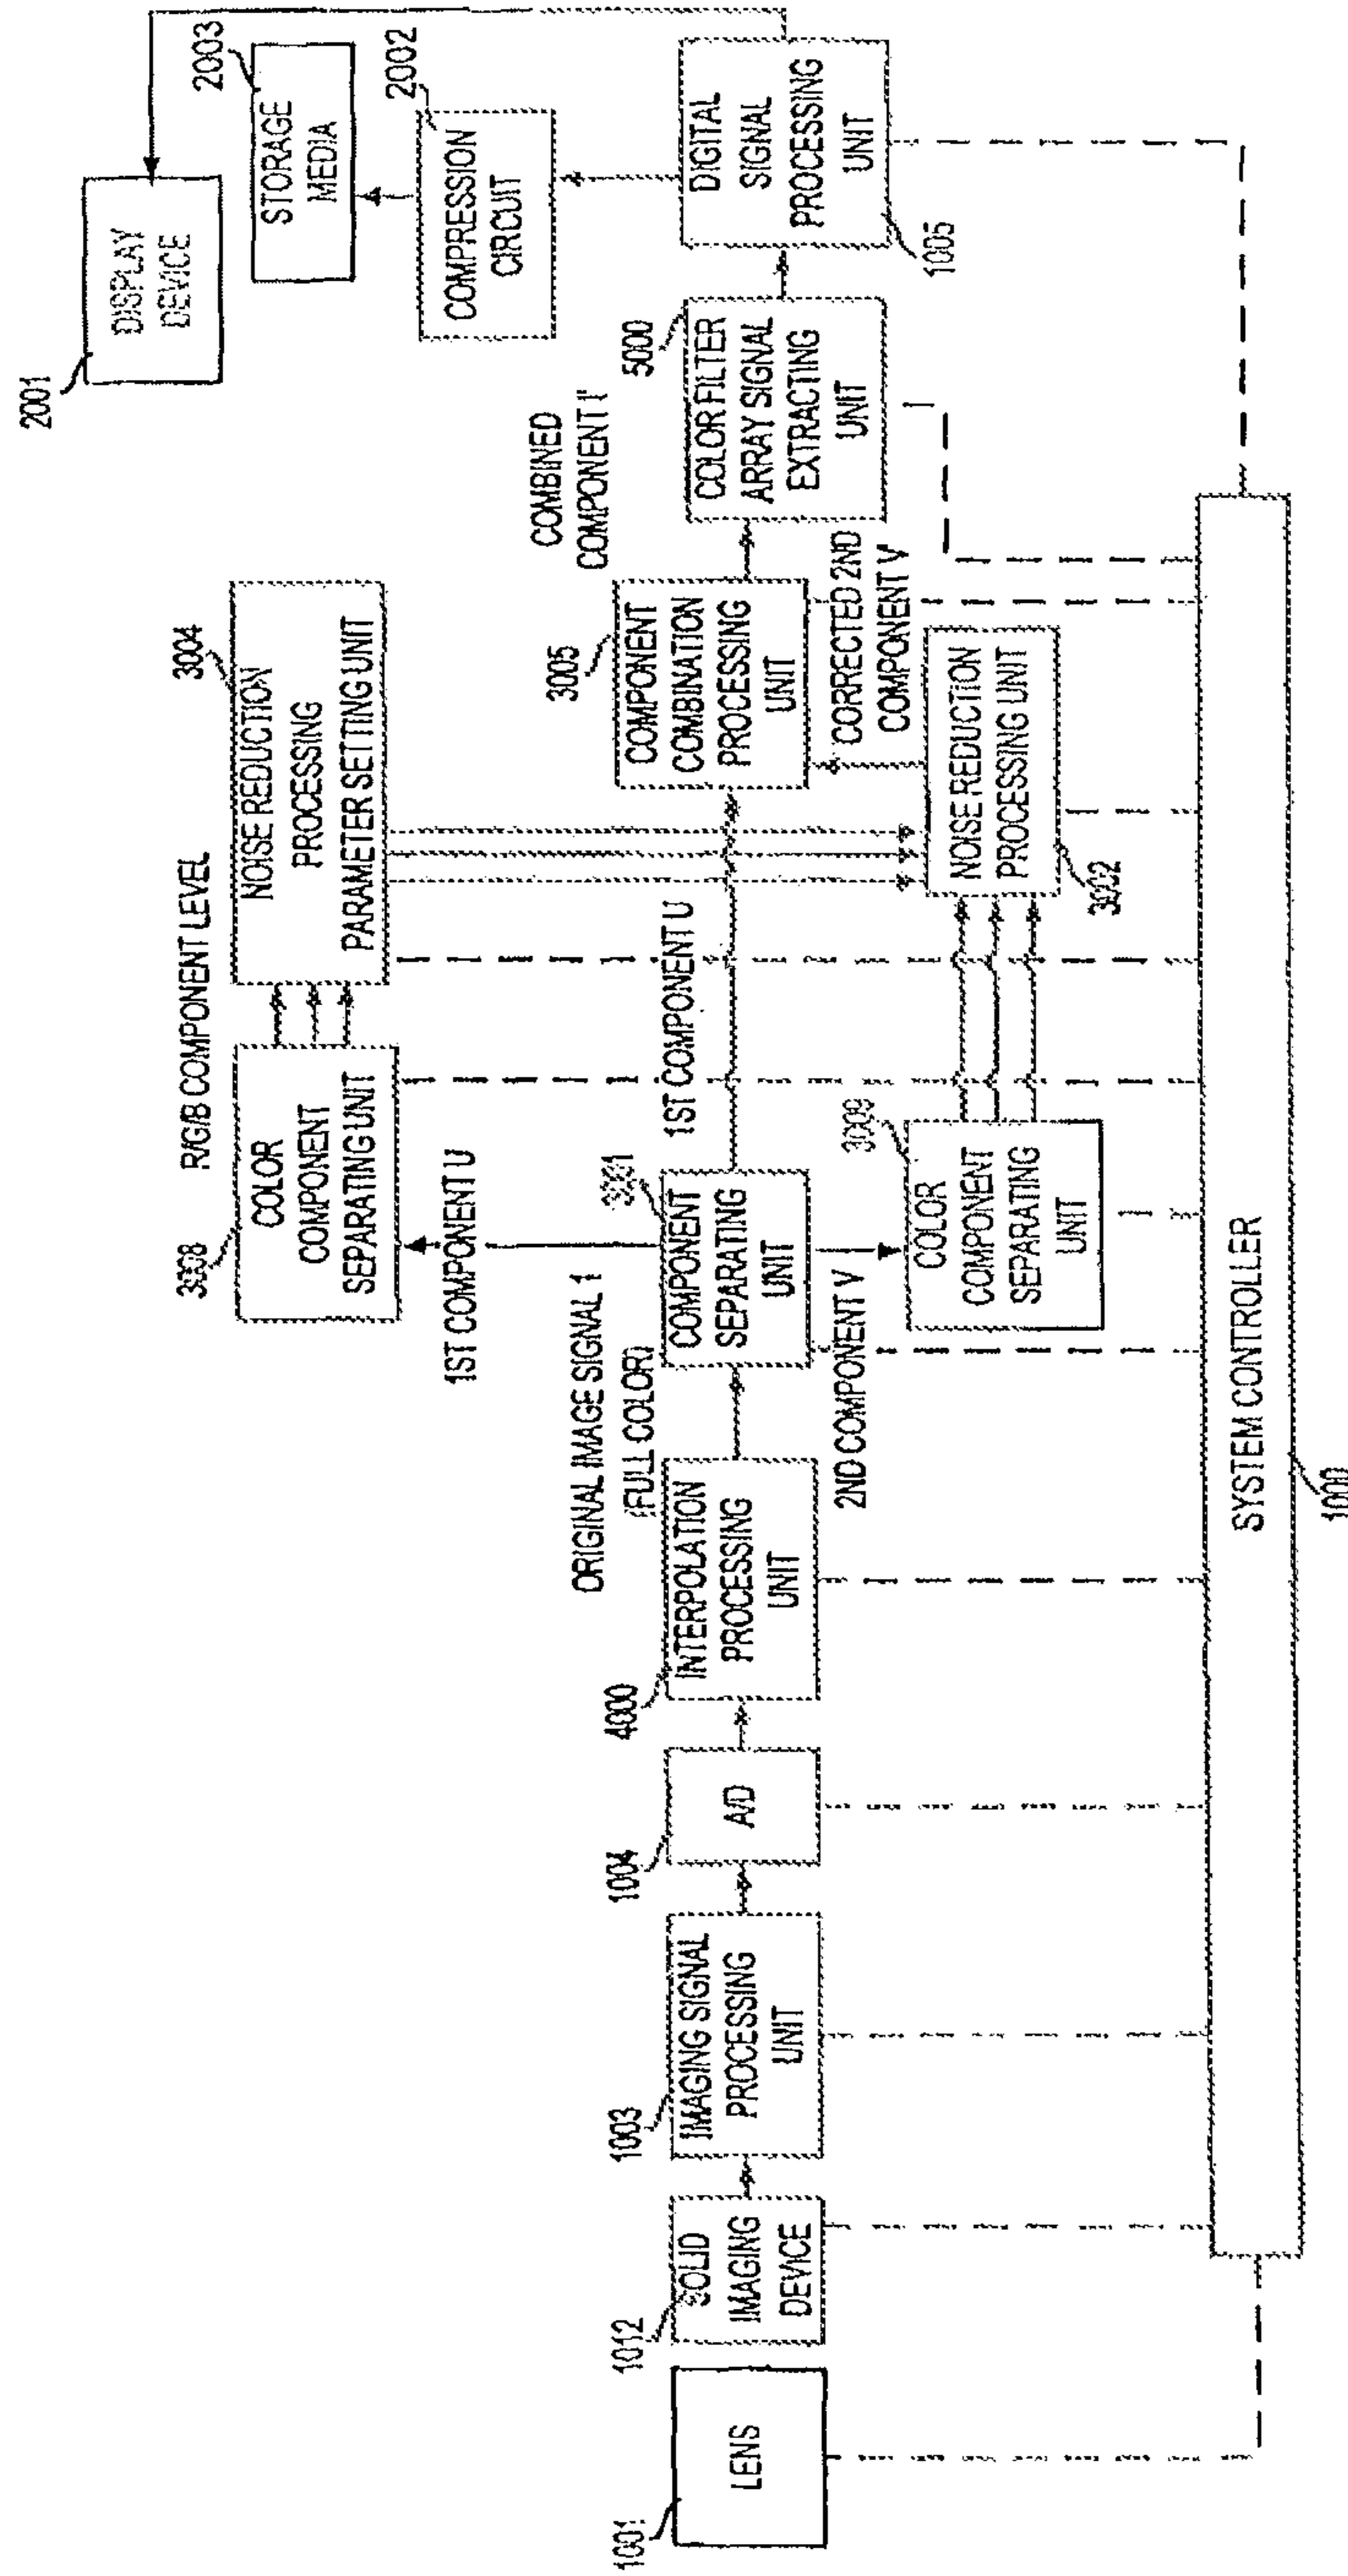 2001
DISPLAY
DEVICE
2003
STORAGE
MEDIA
2002
COMPRESSION
CIRCUIT
3004
NOISE REDUCTION
PROCESSING
PARAMETER SETTING UNIT
R/G/B COMPONENT LEVEL
3008
COLOR
COMPONENT
SEPARATING UNIT
1ST COMPONENT U
ORIGINAL IMAGE SIGNAL 1
(FULL COLOR)
1ST COMPONENT U
COMBINED
COMPONENT I'
1001
LENS
1012
SOLID
IMAGING
DEVICE
1003
IMAGING SIGNAL
PROCESSING
UNIT
1004
A/D
4000
INTERPOLATION
PROCESSING
UNIT
3001
COMPONENT
SEPARATING
UNIT
3005
COMPONENT
COMBINATION
PROCESSING
UNIT
5000
COLOR FILTER
ARRAY SIGNAL
EXTRACTING
UNIT
DIGITAL
SIGNAL
PROCESSING
UNIT
1005
2ND COMPONENT V
3009
COLOR
COMPONENT
SEPARATING
UNIT
CORRECTED 2ND
COMPONENT V'
NOISE REDUCTION
PROCESSING UNIT
3002
SYSTEM CONTROLLER
1000